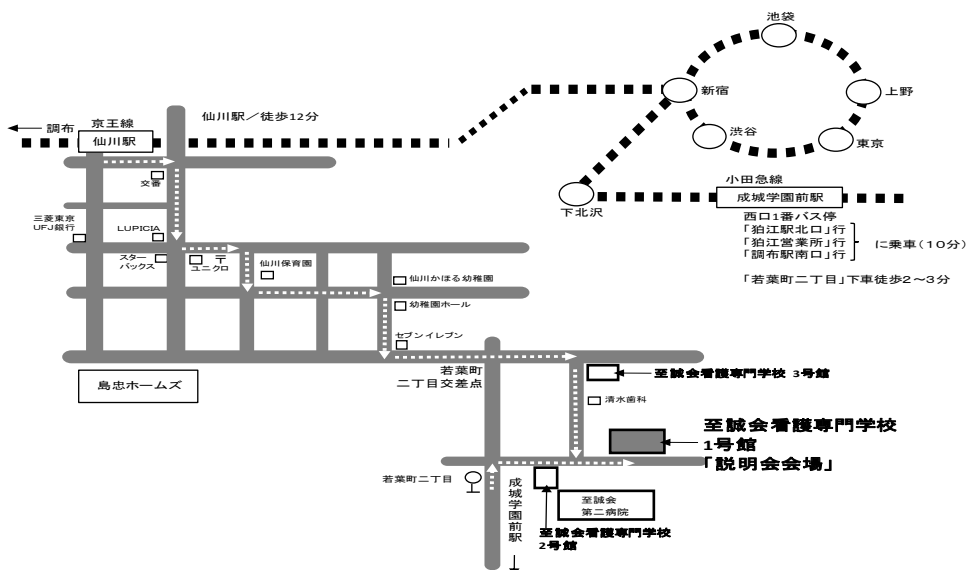 池袋
新宿
上野
渋谷
東京
仙川駅／徒歩12分
京王線
調布
仙川駅
小田急線
下北沢
成城学園前駅
西口1番バス停
「狛江駅北口」行
「狛江営業所」行
「調布駅南口」行
に乗車(10分)
「若葉町二丁目」下車徒歩2～3分
交番
三菱東京
UFJ銀行
LUPICIA
スター
バックス
ユニクロ
〒
仙川保育園
仙川かほる幼稚園
幼稚園ホール
セブンイレブン
島忠ホームズ
若葉町
二丁目交差点
至誠会看護専門学校 3号館
清水歯科
至誠会看護専門学校
1号館
「説明会会場」
若葉町二丁目
成城学園前駅
至誠会
第二病院
至誠会看護専門学校
2号館